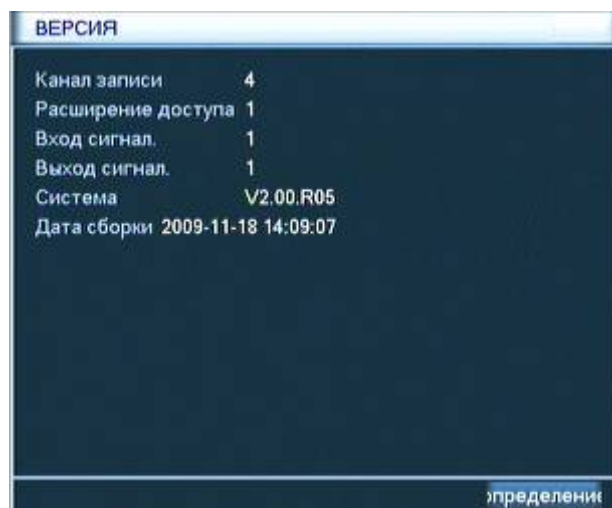 ВЕРСИЯ
Канал записи 4
Расширение доступа 1
Вход сигнал. 1
Выход сигнал. 1
Система V2.00.R05
Дата сборки 2009-11-18 14:09:07
определение